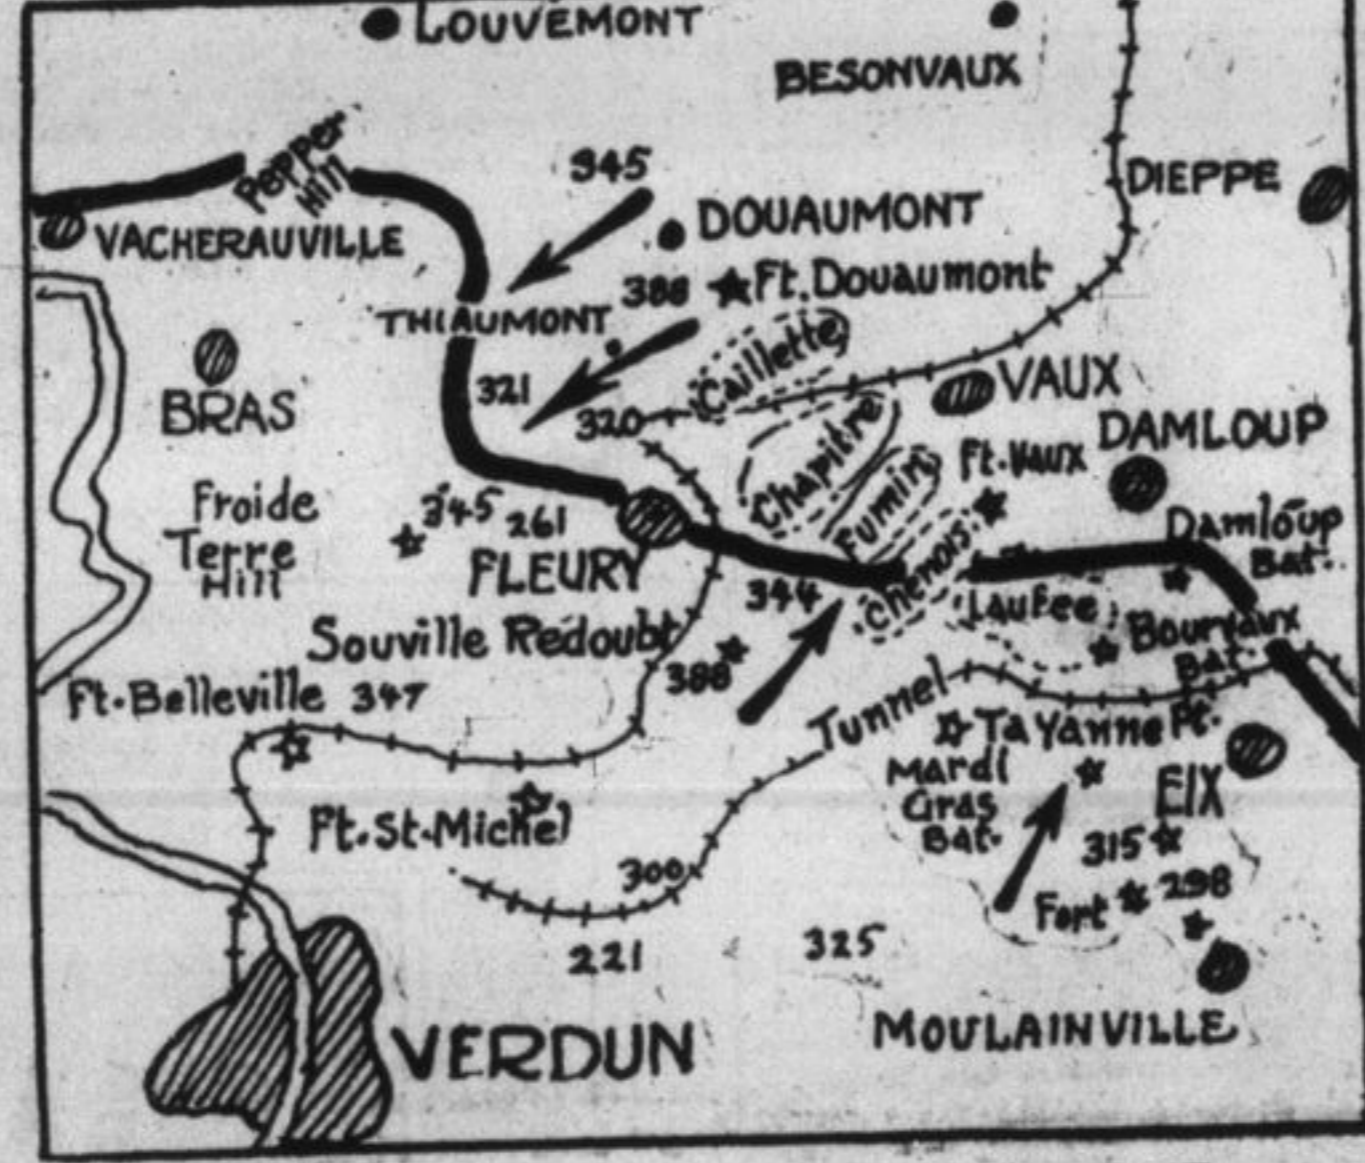 LOUVEMONT
BESONVAUX
Pepper
Hill
345
DIEPPE
DOUAUMONT
VACHERAUVILLE
388 Ft. Douaumont
THIAUMONT
Caillette
321
VAUX
BRAS
320
Chapitre
DAMLOUP
Fumin
Ft. Vaux
Froide
Terre
Hill
345
261
Damloup
Bat.
FLEURY
Chenois
344
Laufee
Souville Redoubt
Bourvaux
Bat.
388
Ft. Belleville 347
Tunnel
TaYanne Pt.
Mardi
Gras
Bat.
EIX
Ft. St. Michel
315
300
Fort
298
221
325
MOULAINVILLE
VERDUN